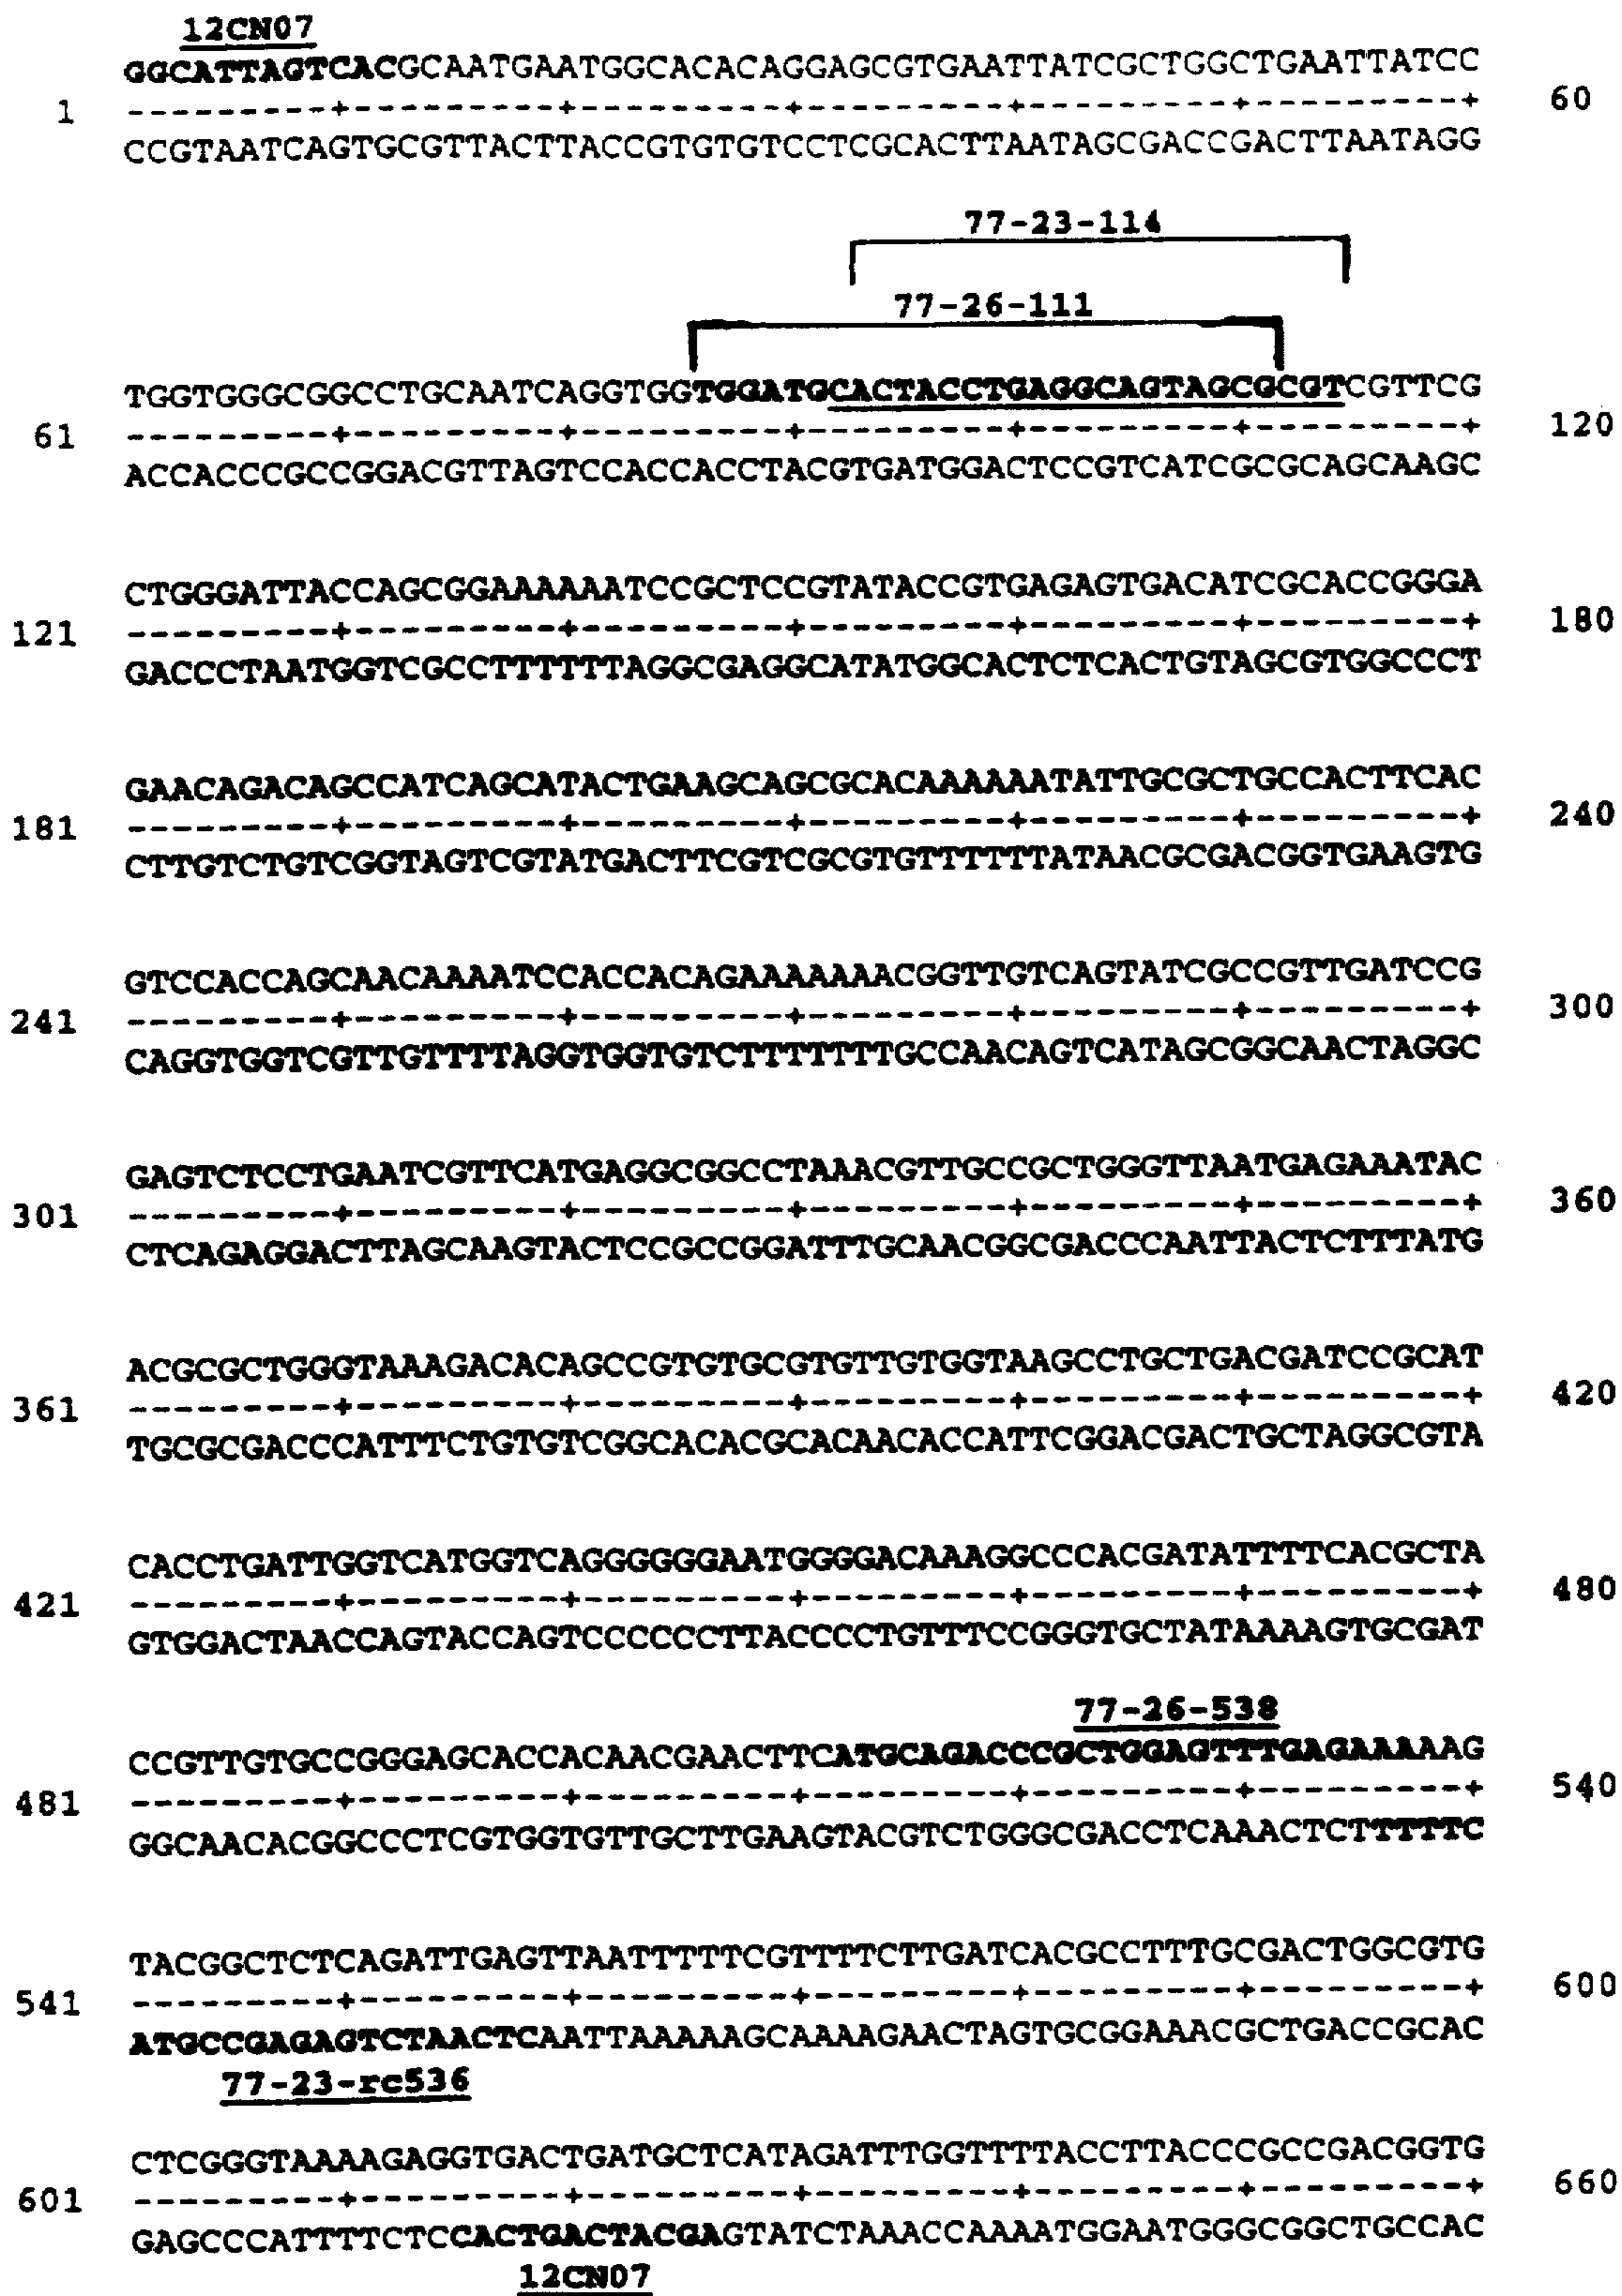 12CN07
GGCATTAGTCACGCAATGAATGGCACACAGGAGCGTGAATTATCGCTGGCTGAATTATCC
1 ---------+---------+---------+---------+---------+---------+ 60
CCGTAATCAGTGCGTTACTTACCGTGTGTCCTCGCACTTAATAGCGACCGACTTAATAGG
77-23-114
77-26-111
TGGTGGGCGGCCTGCAATCAGGTGGTGGATGCACTACCTGAGGCAGTAGCGCGTCGTTCG
61 ---------+---------+---------+---------+---------+---------+ 120
ACCACCCGCCGGACGTTAGTCCACCACCTACGTGATGGACTCCGTCATCGCGCAGCAAGC
CTGGGATTACCAGCGGAAAAAATCCGCTCCGTATACCGTGAGAGTGACATCGCACCGGGA
121 ---------+---------+---------+---------+---------+---------+ 180
GACCCTAATGGTCGCCTTTTTTAGGCGAGGCATATGGCACTCTCACTGTAGCGTGGCCCT
GAACAGACAGCCATCAGCATACTGAAGCAGCGCACAAAAAATATTGCGCTGCCACTTCAC
181 ---------+---------+---------+---------+---------+---------+ 240
CTTGTCTGTCGGTAGTCGTATGACTTCGTCGCGTGTTTTTTATAACGCGACGGTGAAGTG
GTCCACCAGCAACAAAATCCACCACAGAAAAAAACGGTTGTCAGTATCGCCGTTGATCCG
241 ---------+---------+---------+---------+---------+---------+ 300
CAGGTGGTCGTTGTTTTAGGTGGTGTCTTTTTTTGCCAACAGTCATAGCGGCAACTAGGC
GAGTCTCCTGAATCGTTCATGAGGCGGCCTAAACGTTGCCGCTGGGTTAATGAGAAATAC
301 ---------+---------+---------+---------+---------+---------+ 360
CTCAGAGGACTTAGCAAGTACTCCGCCGGATTTGCAACGGCGACCCAATTACTCTTTATG
ACGCGCTGGGTAAAGACACAGCCGTGTGCGTGTTGTGGTAAGCCTGCTGACGATCCGCAT
361 ---------+---------+---------+---------+---------+---------+ 420
TGCGCGACCCATTTCTGTGTCGGCACACGCACAACACCATTCGGACGACTGCTAGGCGTA
CACCTGATTGGTCATGGTCAGGGGGGAATGGGGACAAAGGCCCACGATATTTTCACGCTA
421 ---------+---------+---------+---------+---------+---------+ 480
GTGGACTAACCAGTACCAGTCCCCCCTTACCCCTGTTTCCGGGTGCTATAAAAGTGCGAT
77-26-538
CCGTTGTGCCGGGAGCACCACAACGAACTTCATGCAGACCCGCTGGAGTTTGAGAAAAAG
481 ---------+---------+---------+---------+---------+---------+ 540
GGCAACACGGCCCTCGTGGTGTTGCTTGAAGTACGTCTGGGCGACCTCAAACTCTTTTTC
TACGGCTCTCAGATTGAGTTAATTTTTCGTTTTCTTGATCACGCCTTTGCGACTGGCGTG
541 ---------+---------+---------+---------+---------+---------+ 600
ATGCCGAGAGTCTAACTCAATTAAAAAGCAAAAGAACTAGTGCGGAAACGCTGACCGCAC
77-23-rc536
CTCGGGTAAAAGAGGTGACTGATGCTCATAGATTTGGTTTTACCTTACCCGCCGACGGTG
601 ---------+---------+---------+---------+---------+---------+ 660
GAGCCCATTTTCTCCACTGACTACGAGTATCTAAACCAAAATGGAATGGGCGGCTGCCAC
12CN07